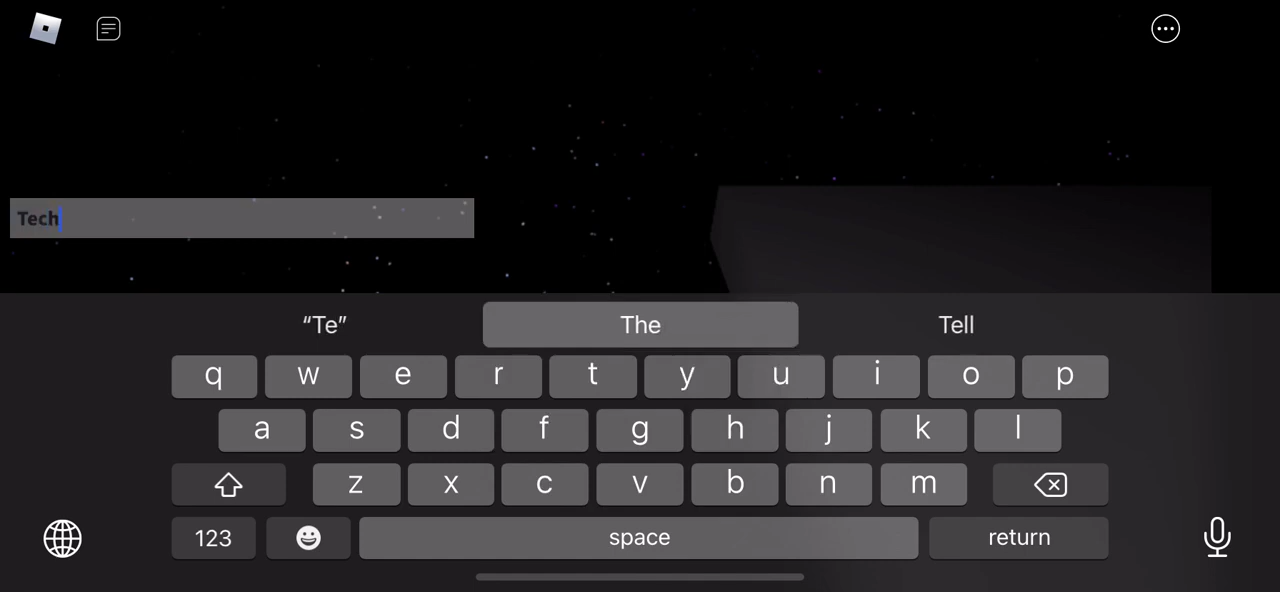 Tech
“Te” The Tell
q w e r t y u i o p
a s d f g h j k l
z x c v b n m
123 space return